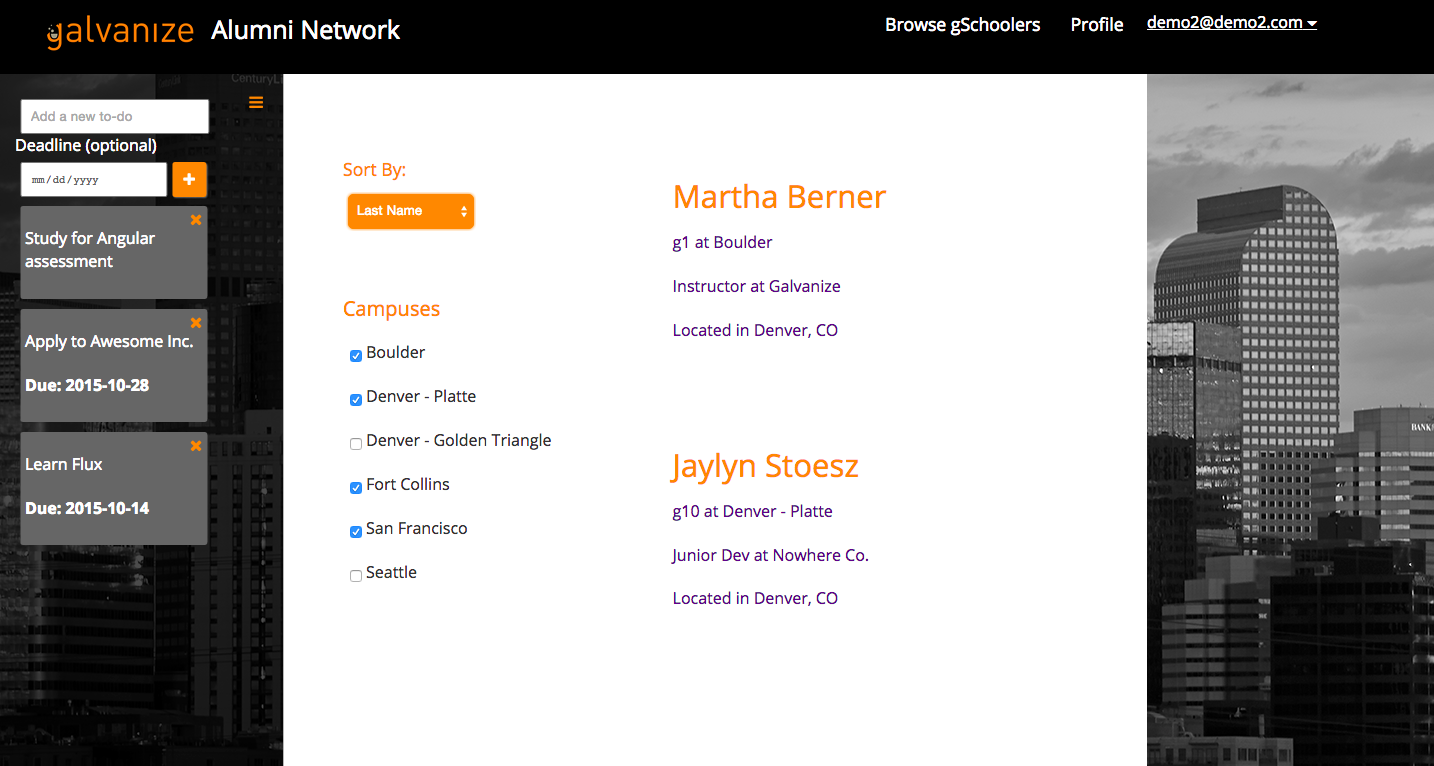 galvanize Alumni Network
Browse gSchoolers
Profile
demo2@demo2.com
CenturyL
Add a new to-do
Deadline (optional)
mm/dd/yyyy
Study for Angular
assessment
Apply to Awesome Inc.
Due: 2015-10-28
Learn Flux
Due: 2015-10-14
Sort By:
Last Name
Campuses
Boulder
Denver - Platte
Denver - Golden Triangle
Fort Collins
San Francisco
Seattle
Martha Berner
g1 at Boulder
Instructor at Galvanize
Located in Denver, CO
Jaylyn Stoesz
g10 at Denver - Platte
Junior Dev at Nowhere Co.
Located in Denver, CO
BANK